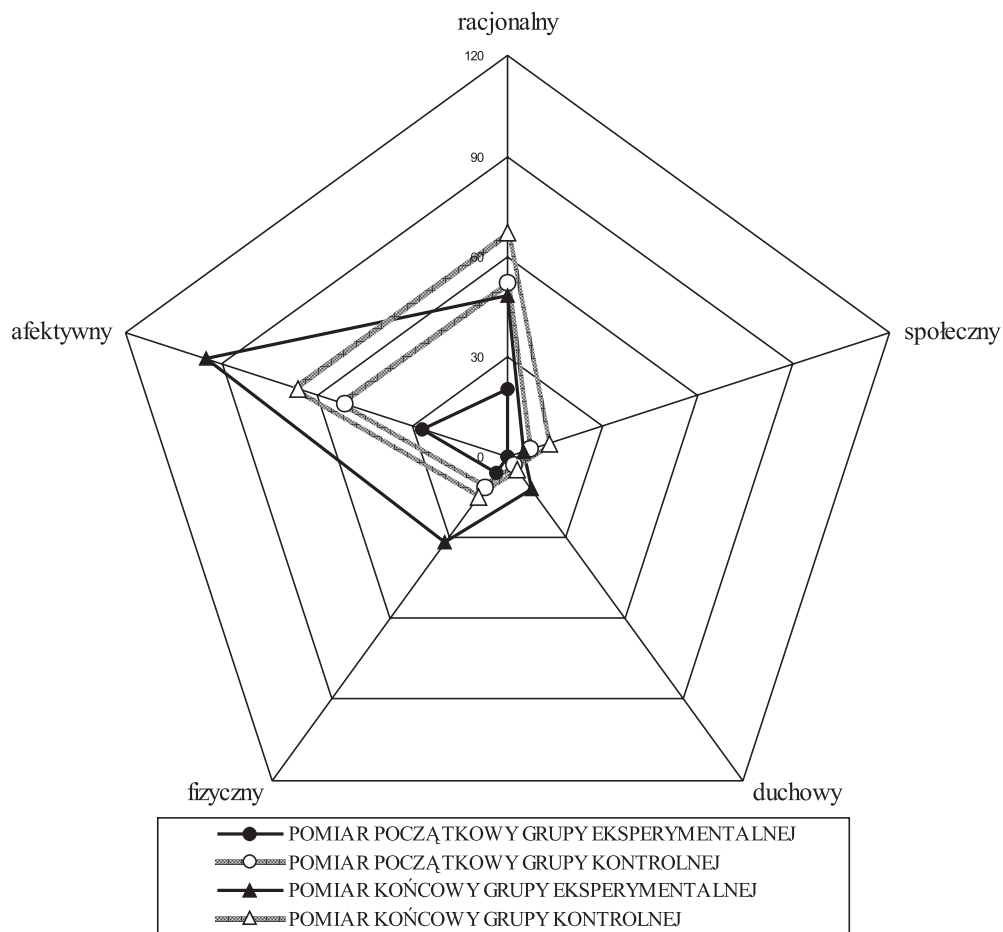 racjonalny
120
90
60
30
0
afektywny
społeczny
fizyczny
duchowy
POMIAR POCZĄTKOWY GRUPY EKSPERYMENTALNEJ
POMIAR POCZĄTKOWY GRUPY KONTROLNEJ
POMIAR KOŃCOWY GRUPY EKSPERYMENTALNEJ
POMIAR KOŃCOWY GRUPY KONTROLNEJ